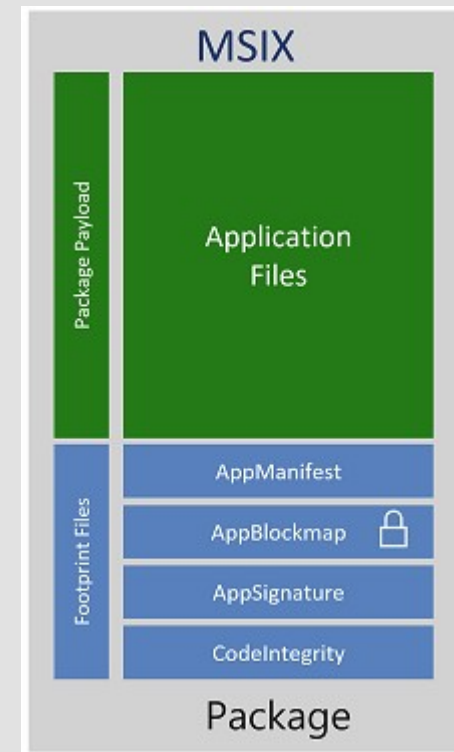 MSIX
Package Payload
Application
Files
Footprint Files
AppManifest
AppBlockmap
AppSignature
CodeIntegrity
Package